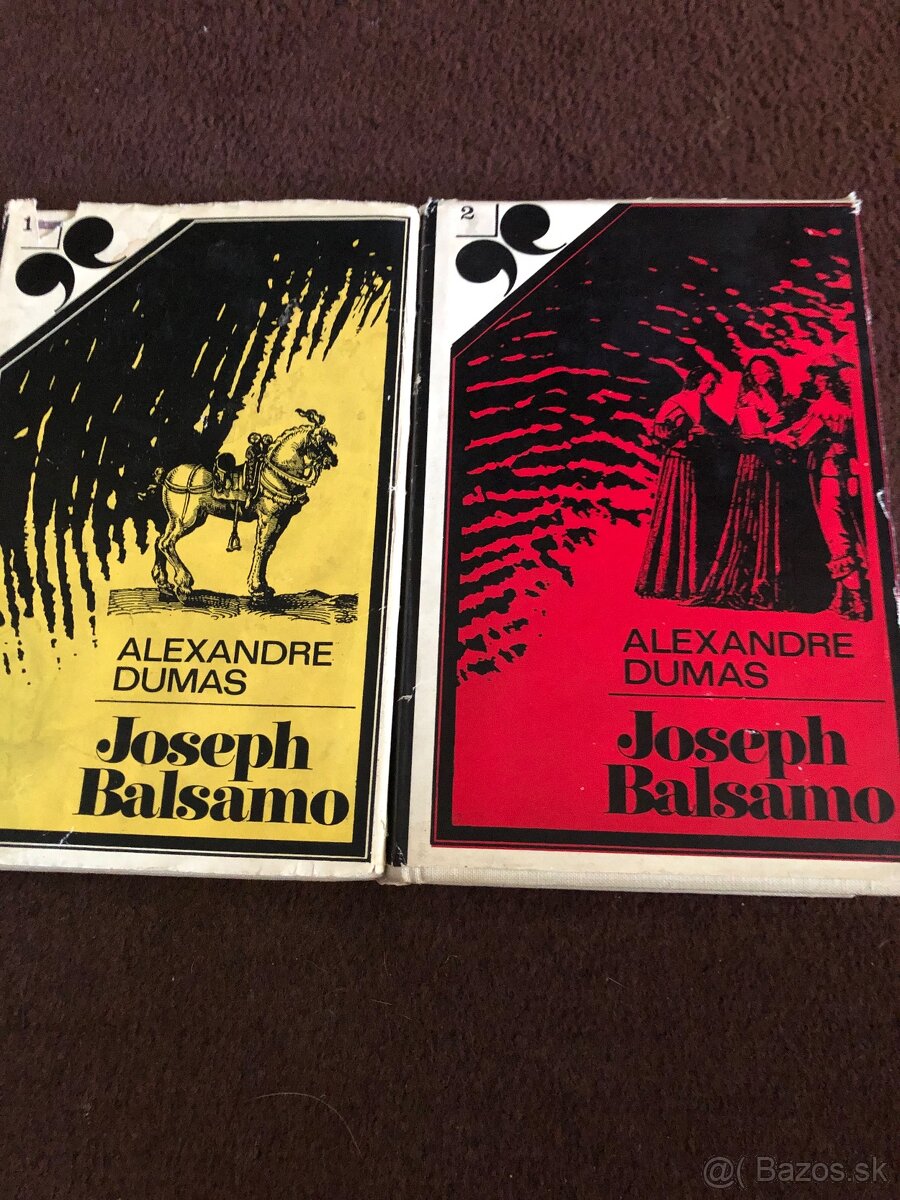 1
ALEXANDRE
DUMAS
Joseph
Balsamo
2
ALEXANDRE
DUMAS
Joseph
Balsamo
@( Bazos.sk